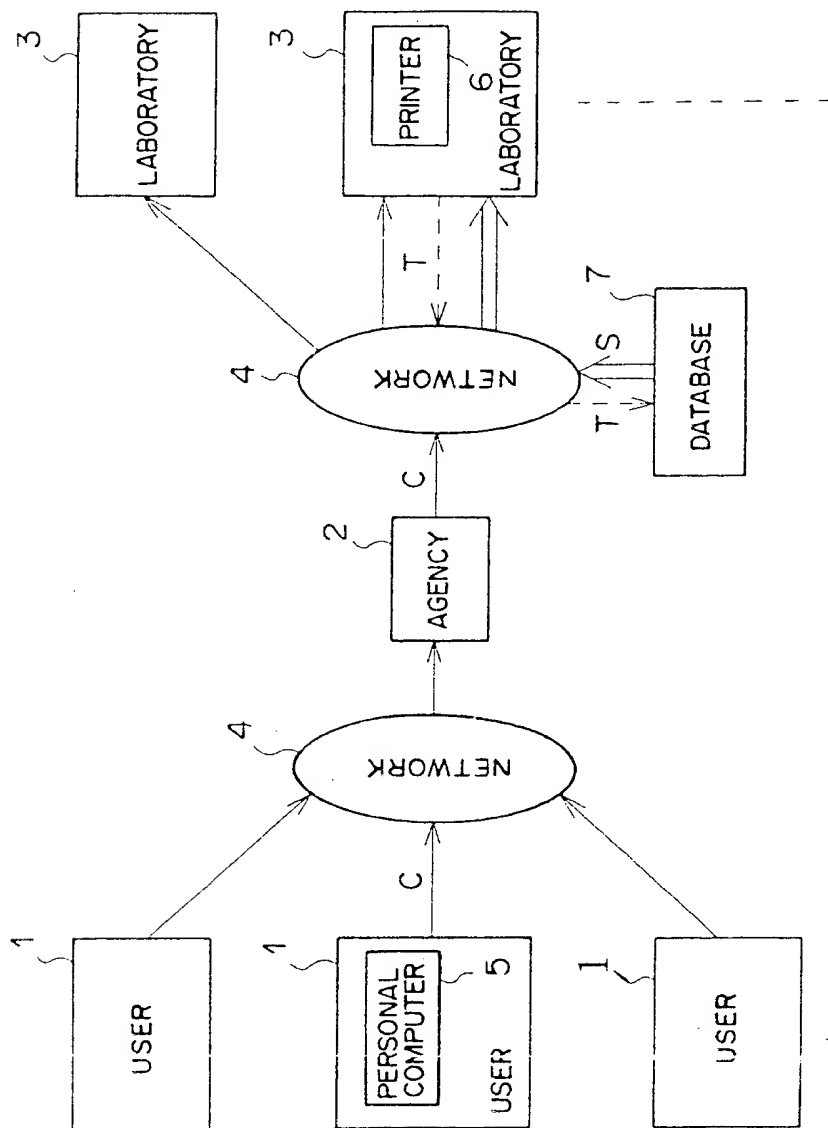 3
LABORATORY
3
PRINTER
6
LABORATORY
T
4
NETWORK
7
S
T
DATABASE
C
2
AGENCY
4
NETWORK
C
1
USER
1
PERSONAL
COMPUTER
5
USER
1
USER